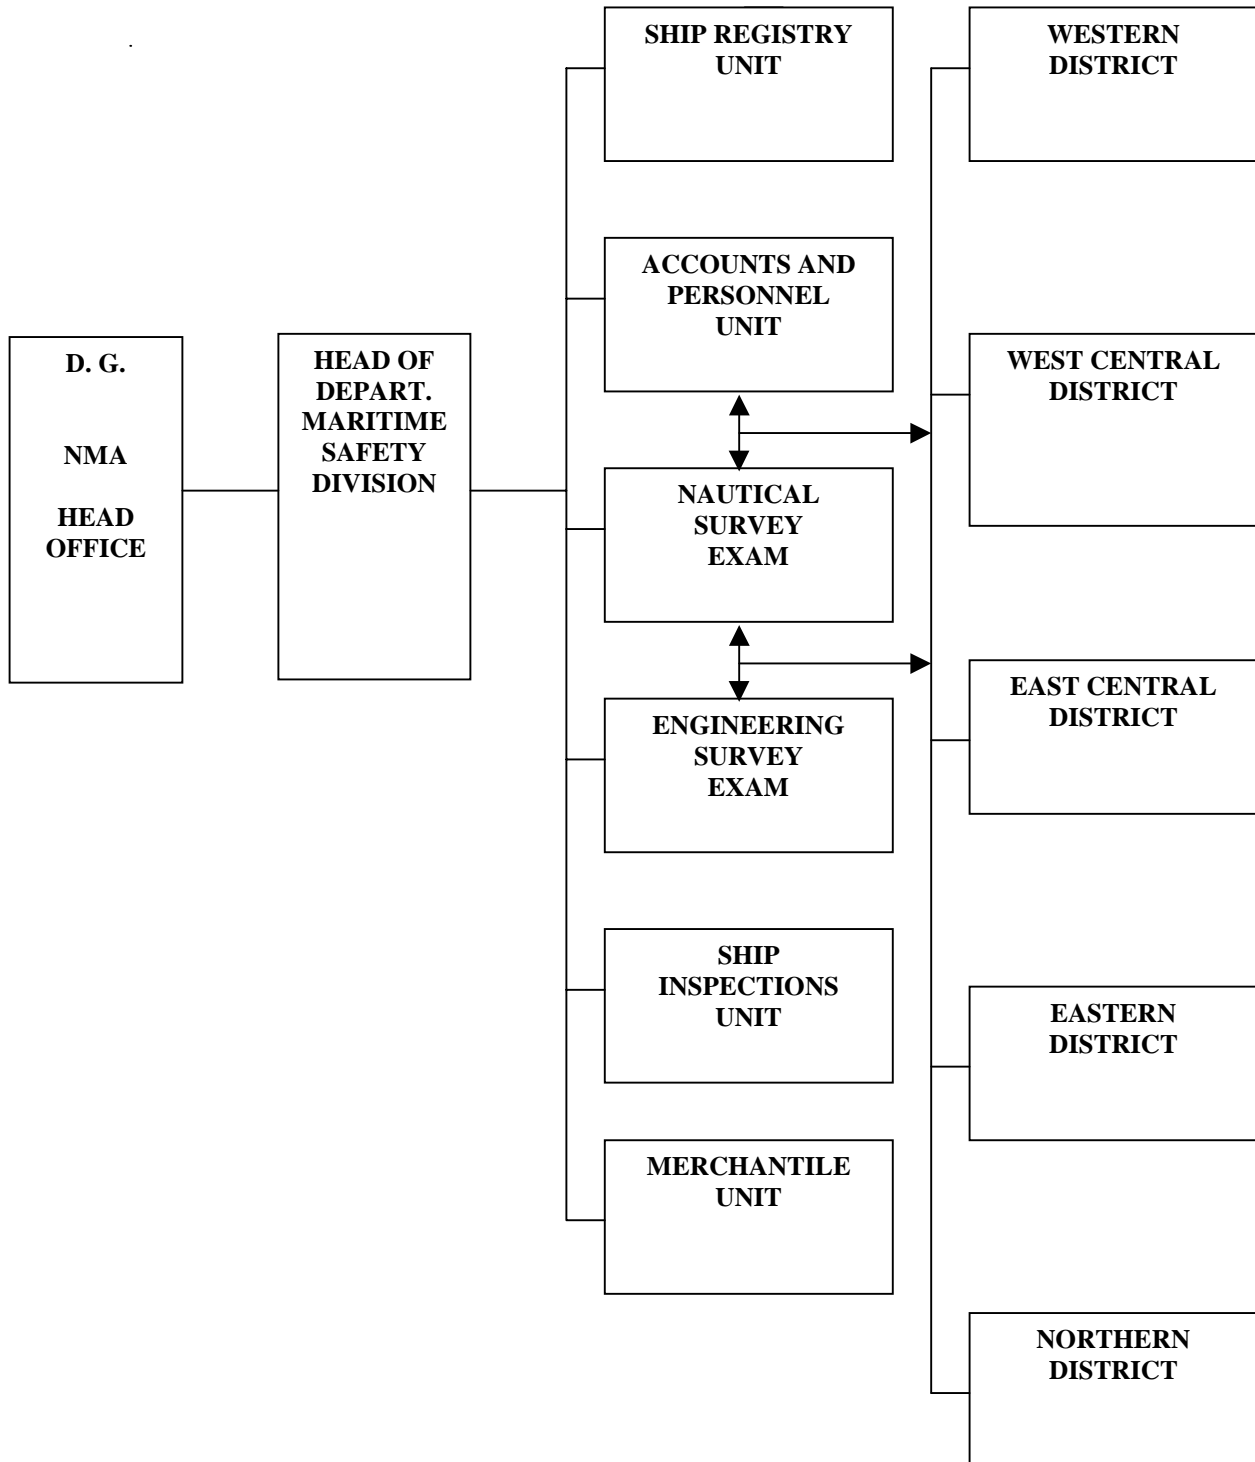 D. G.
NMA
HEAD
OFFICE
HEAD OF
DEPART.
MARITIME
SAFETY
DIVISION
SHIP REGISTRY
UNIT
ACCOUNTS AND
PERSONNEL
UNIT
NAUTICAL
SURVEY
EXAM
ENGINEERING
SURVEY
EXAM
SHIP
INSPECTIONS
UNIT
MERCHANTILE
UNIT
WESTERN
DISTRICT
WEST CENTRAL
DISTRICT
EAST CENTRAL
DISTRICT
EASTERN
DISTRICT
NORTHERN
DISTRICT